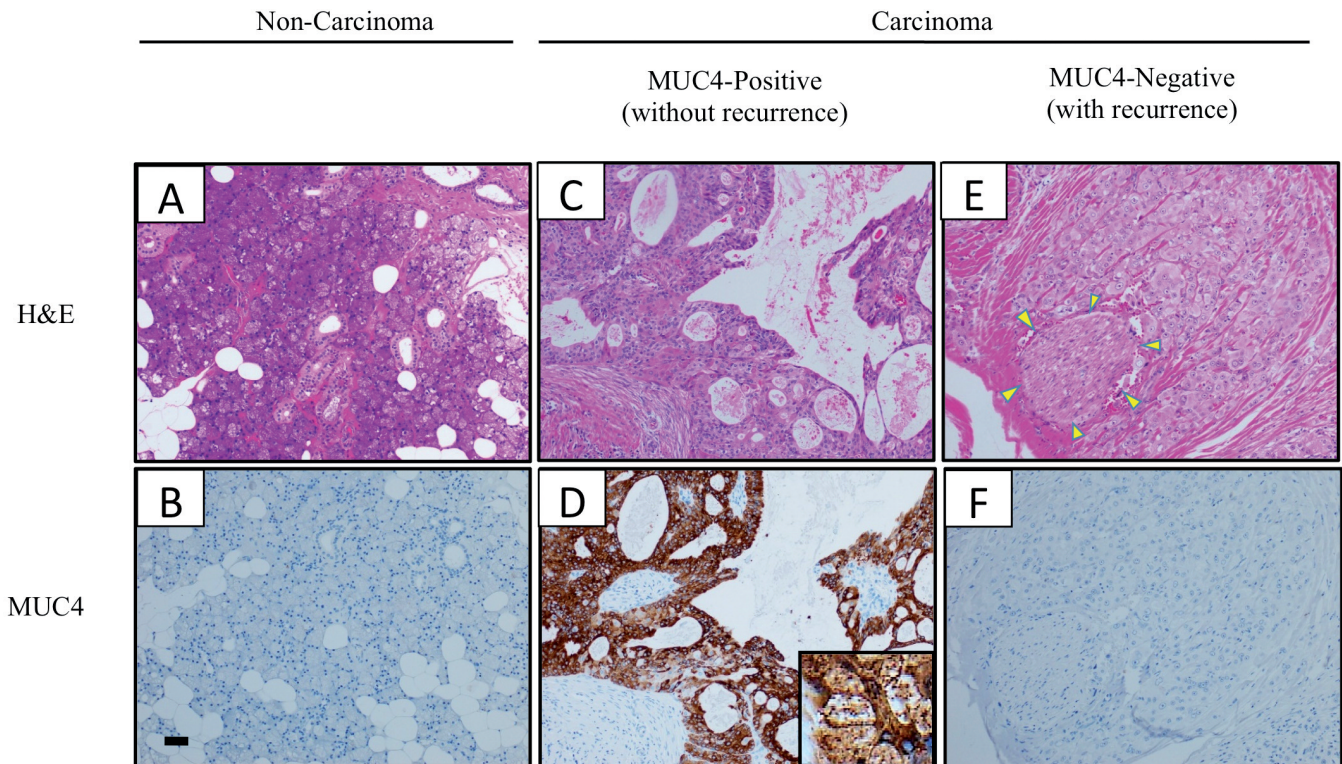 Non-Carcinoma
Carcinoma
MUC4-Positive
(without recurrence)
MUC4-Negative
(with recurrence)
H&E
A
C
E
MUC4
B
D
F